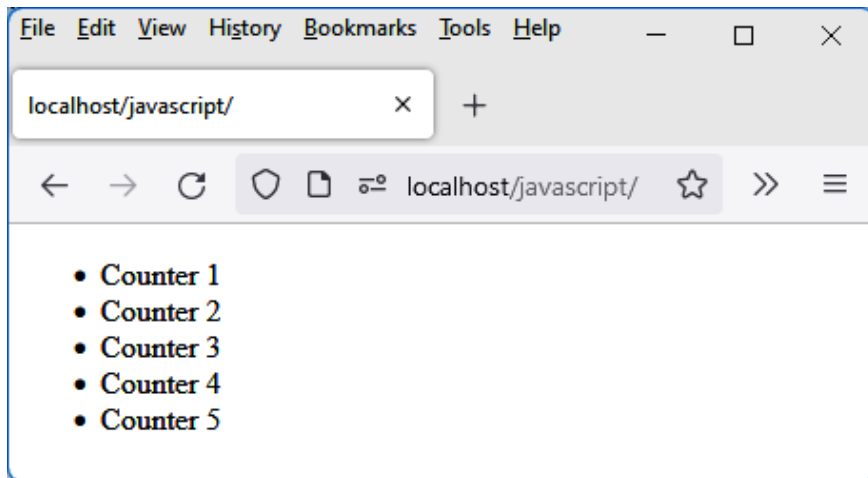 File Edit View History Bookmarks Tools Help
localhost/javascript/
localhost/javascript/
• Counter 1
• Counter 2
• Counter 3
• Counter 4
• Counter 5